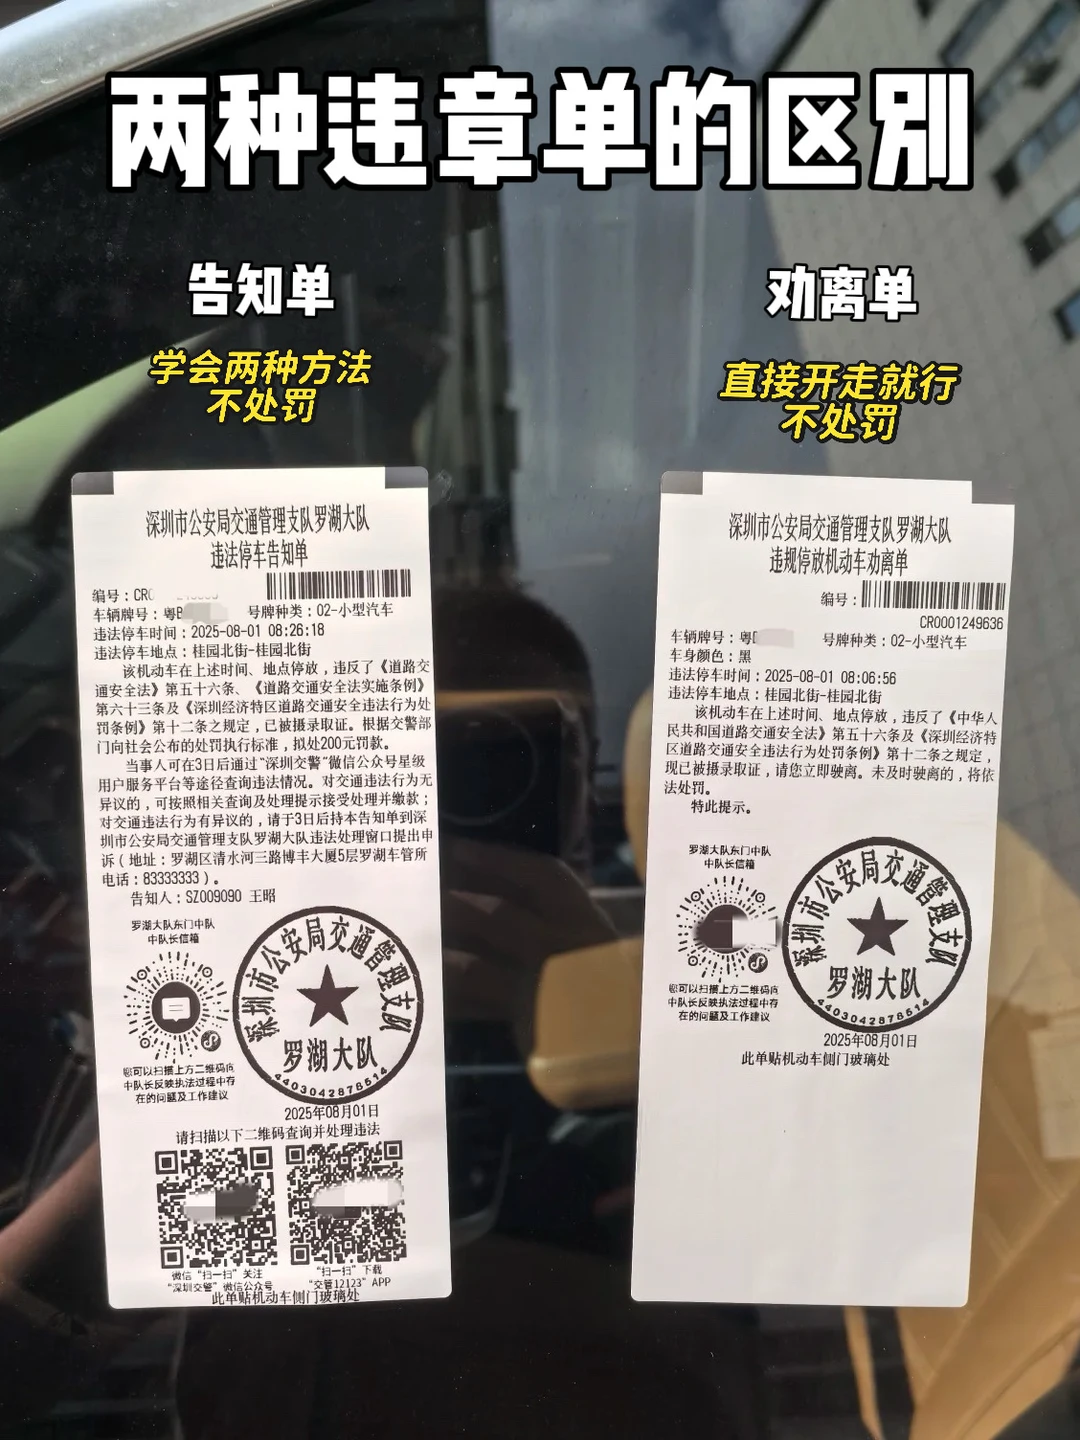 两种违章单的区别
告知单
学会两种方法
不处罚
深圳市公安局交通管理支队罗湖大队
违法停车告知单
编号：CR0
车辆牌号：粤B 号牌种类：02-小型汽车
违法停车时间：2025-08-01 08:26:18
违法停车地点：桂园北街-桂园北街
该机动车在上述时间、地点停放，违反了《道路交
通安全法》第五十六条、《道路交通安全法实施条例》
第六十三条及《深圳经济特区道路交通安全违法行为处
罚条例》第十二条之规定，已被摄录取证。根据交警部
门向社会公布的处罚执行标准，拟处200元罚款。
当事人可在3日后通过“深圳交警”微信公众号星级
用户服务平台等途径查询违法情况。对交通违法行为无
异议的，可按照相关查询及处理提示接受处理并缴款；
对交通违法行为有异议的，请于3日后持本告知单到深
圳市公安局交通管理支队罗湖大队违法处理窗口提出申
诉（地址：罗湖区清水河三路博丰大厦5层罗湖车管所
电话：83333333）。
告知人：SZ009090 王昭
罗湖大队东门中队
中队长信箱
您可以扫描上方二维码向
中队长反映执法过程中存
在的问题及工作建议
深圳市公安局交通管理支队
罗湖大队
4403042878514
2025年08月01日
请扫描以下二维码查询并处理违法
微信“扫一扫”关注
“深圳交警”微信公众号
“扫一扫”下载
“交管12123”APP
此单贴机动车侧门玻璃处
劝离单
直接开走就行
不处罚
深圳市公安局交通管理支队罗湖大队
违规停放机动车劝离单
编号：
CR0001249636
车辆牌号：粤 号牌种类：02-小型汽车
车身颜色：黑
违法停车时间：2025-08-01 08:06:56
违法停车地点：桂园北街-桂园北街
该机动车在上述时间、地点停放，违反了《中华人
民共和国道路交通安全法》第五十六条及《深圳经济特
区道路交通安全违法行为处罚条例》第十二条之规定，
现已被摄录取证，请您立即驶离。未及时驶离的，将依
法处罚。
特此提示。
罗湖大队东门中队
中队长信箱
您可以扫描上方二维码向
中队长反映执法过程中存
在的问题及工作建议
深圳市公安局交通管理支队
罗湖大队
4403042878514
2025年08月01日
此单贴机动车侧门玻璃处